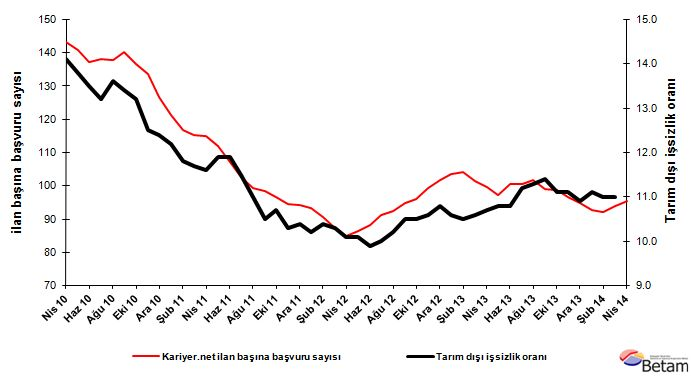 ilan başına başvuru sayısı
150
140
130
120
110
100
90
80
70
15.0
14.0
13.0
12.0
11.0
10.0
9.0
Tarım dışı işsizlik oranı
Nis 10
Haz 10
Ağu 10
Eki 10
Ara 10
Şub 11
Nis 11
Haz 11
Ağu 11
Eki 11
Ara 11
Şub 12
Nis 12
Haz 12
Ağu 12
Eki 12
Ara 12
Şub 13
Nis 13
Haz 13
Ağu 13
Eki 13
Ara 13
Şub 14
Nis 14
Kariyer.net ilan başına başvuru sayısı
Tarım dışı işsizlik oranı
Betam